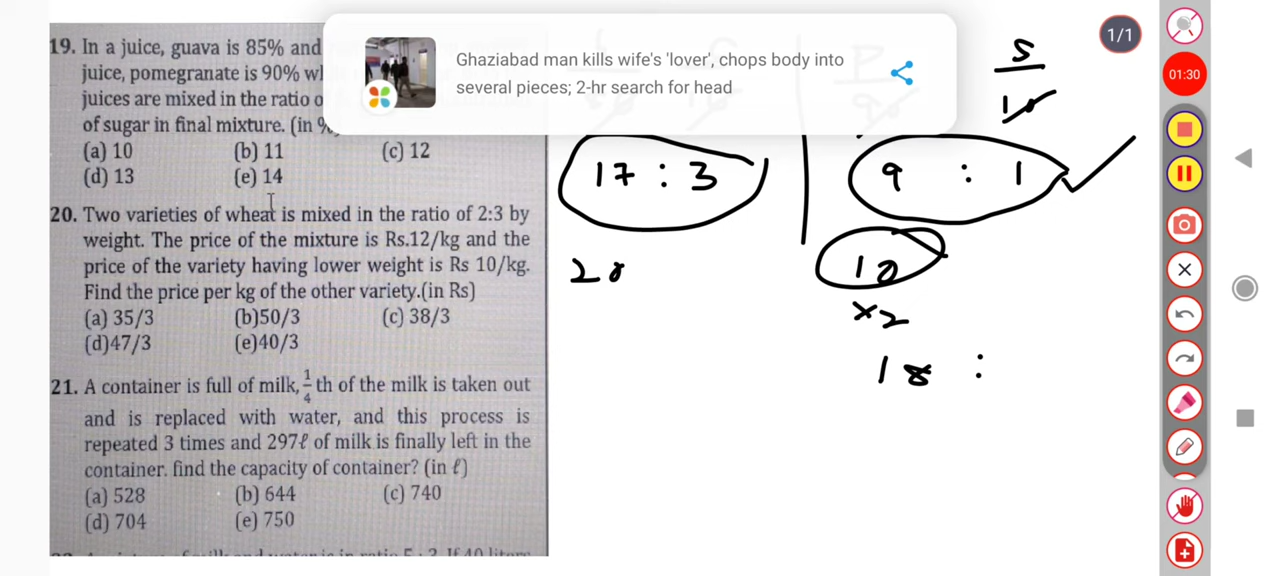 19. In a juice, guava is 85% and
juice, pomegranate is 90%
juices are mixed in the ratio
of sugar in final mixture. (in %
(a) 10 (b) 11 (c) 12
(d) 13 (e) 14
20. Two varieties of wheat is mixed in the ratio of 2:3 by
weight. The price of the mixture is Rs.12/kg and the
price of the variety having lower weight is Rs 10/kg.
Find the price per kg of the other variety.(in Rs)
(a) 35/3 (b)50/3 (c) 38/3
(d)47/3 (e)40/3
21. A container is full of milk, 1/4 th of the milk is taken out
and is replaced with water, and this process is
repeated 3 times and 297ℓ of milk is finally left in the
container. find the capacity of container? (in ℓ)
(a) 528 (b) 644 (c) 740
(d) 704 (e) 750
Ghaziabad man kills wife's 'lover', chops body into
several pieces; 2-hr search for head
1/1
01:30
S
10
17 : 3
9 : 1
20
10
×2
18 :